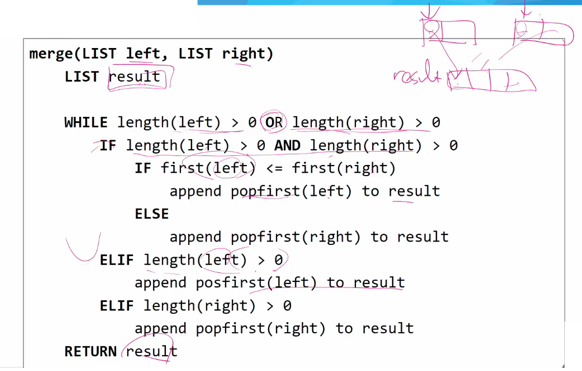 result
merge(LIST left, LIST right)
LIST result
WHILE length(left) > 0 OR length(right) > 0
IF length(left) > 0 AND length(right) > 0
IF first(left) <= first(right)
append popfirst(left) to result
ELSE
append popfirst(right) to result
ELIF length(left) > 0
append posfirst(left) to result
ELIF length(right) > 0
append popfirst(right) to result
RETURN result